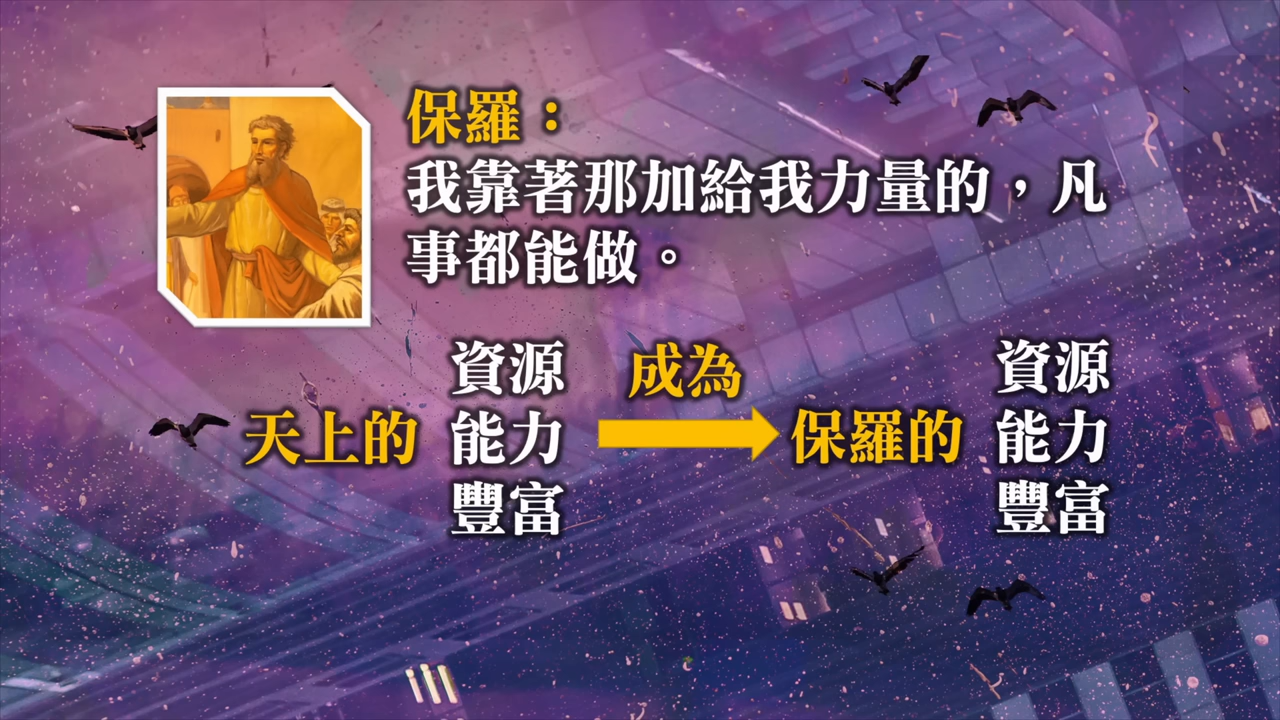 保羅：
我靠著那加給我力量的，凡
事都能做。
天上的
資源
能力
豐富
成為
保羅的
資源
能力
豐富